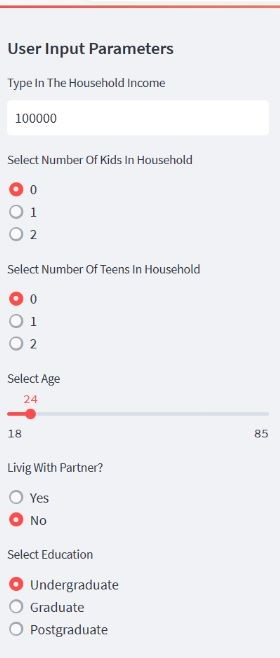 User Input Parameters
Type In The Household Income
100000
Select Number Of Kids In Household
0
1
2
Select Number Of Teens In Household
0
1
2
Select Age
24
18 85
Livig With Partner?
Yes
No
Select Education
Undergraduate
Graduate
Postgraduate